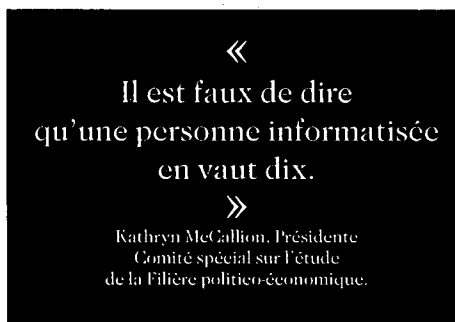 «
Il est faux de dire
qu'une personne informatisée
en vaut dix.
»
Kathryn McCallion, Présidente
Comité spécial sur l'étude
de la Filière politico-économique.